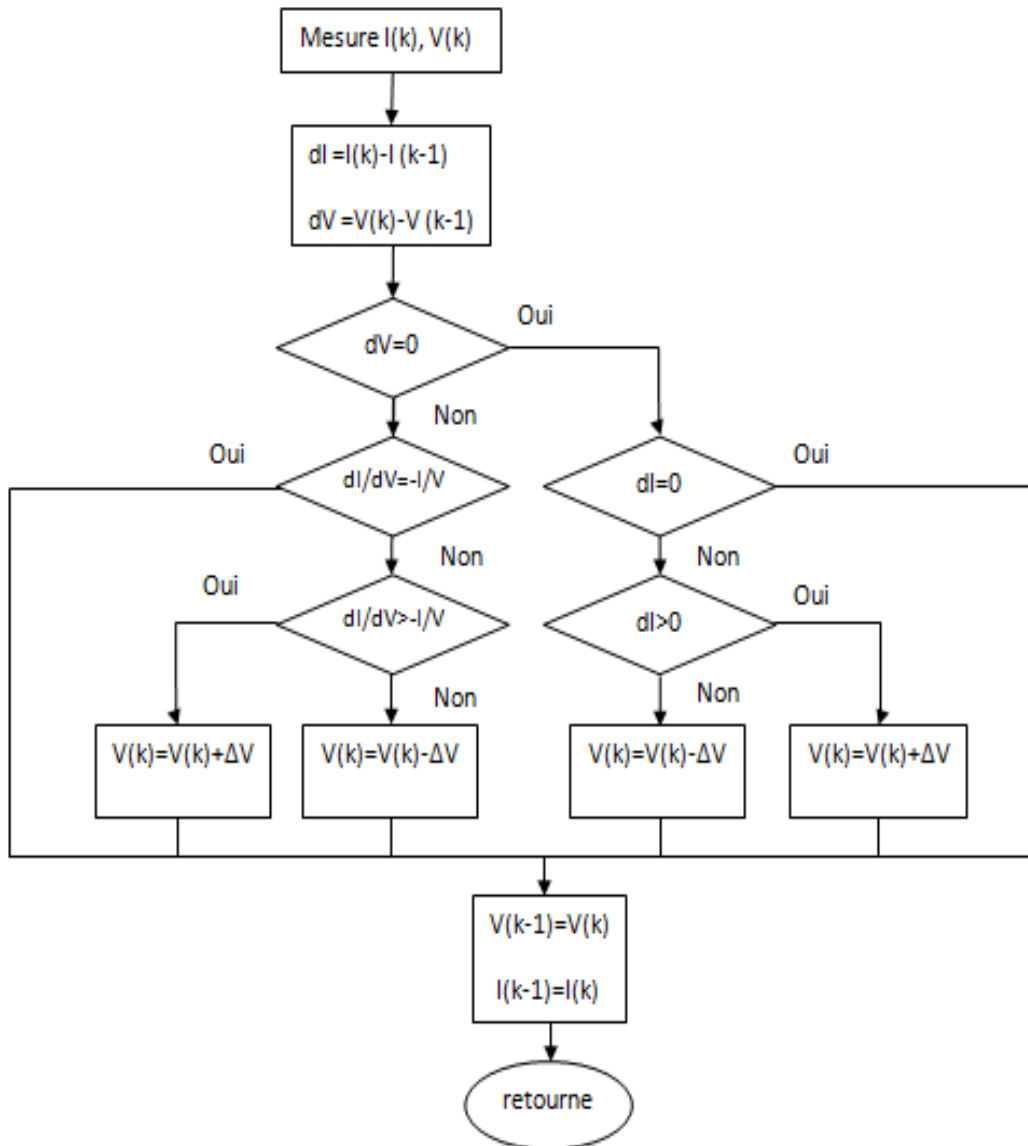 Mesure I(k), V(k)
dI =I(k)-I (k-1)
dV =V(k)-V (k-1)
dV=0
Oui
Non
Oui
dI/dV=-I/V
dI=0
Oui
Non
Non
Oui
dI/dV>-I/V
dI>0
Oui
Non
Non
V(k)=V(k)+ΔV
V(k)=V(k)-ΔV
V(k)=V(k)-ΔV
V(k)=V(k)+ΔV
V(k-1)=V(k)
I(k-1)=I(k)
retourne